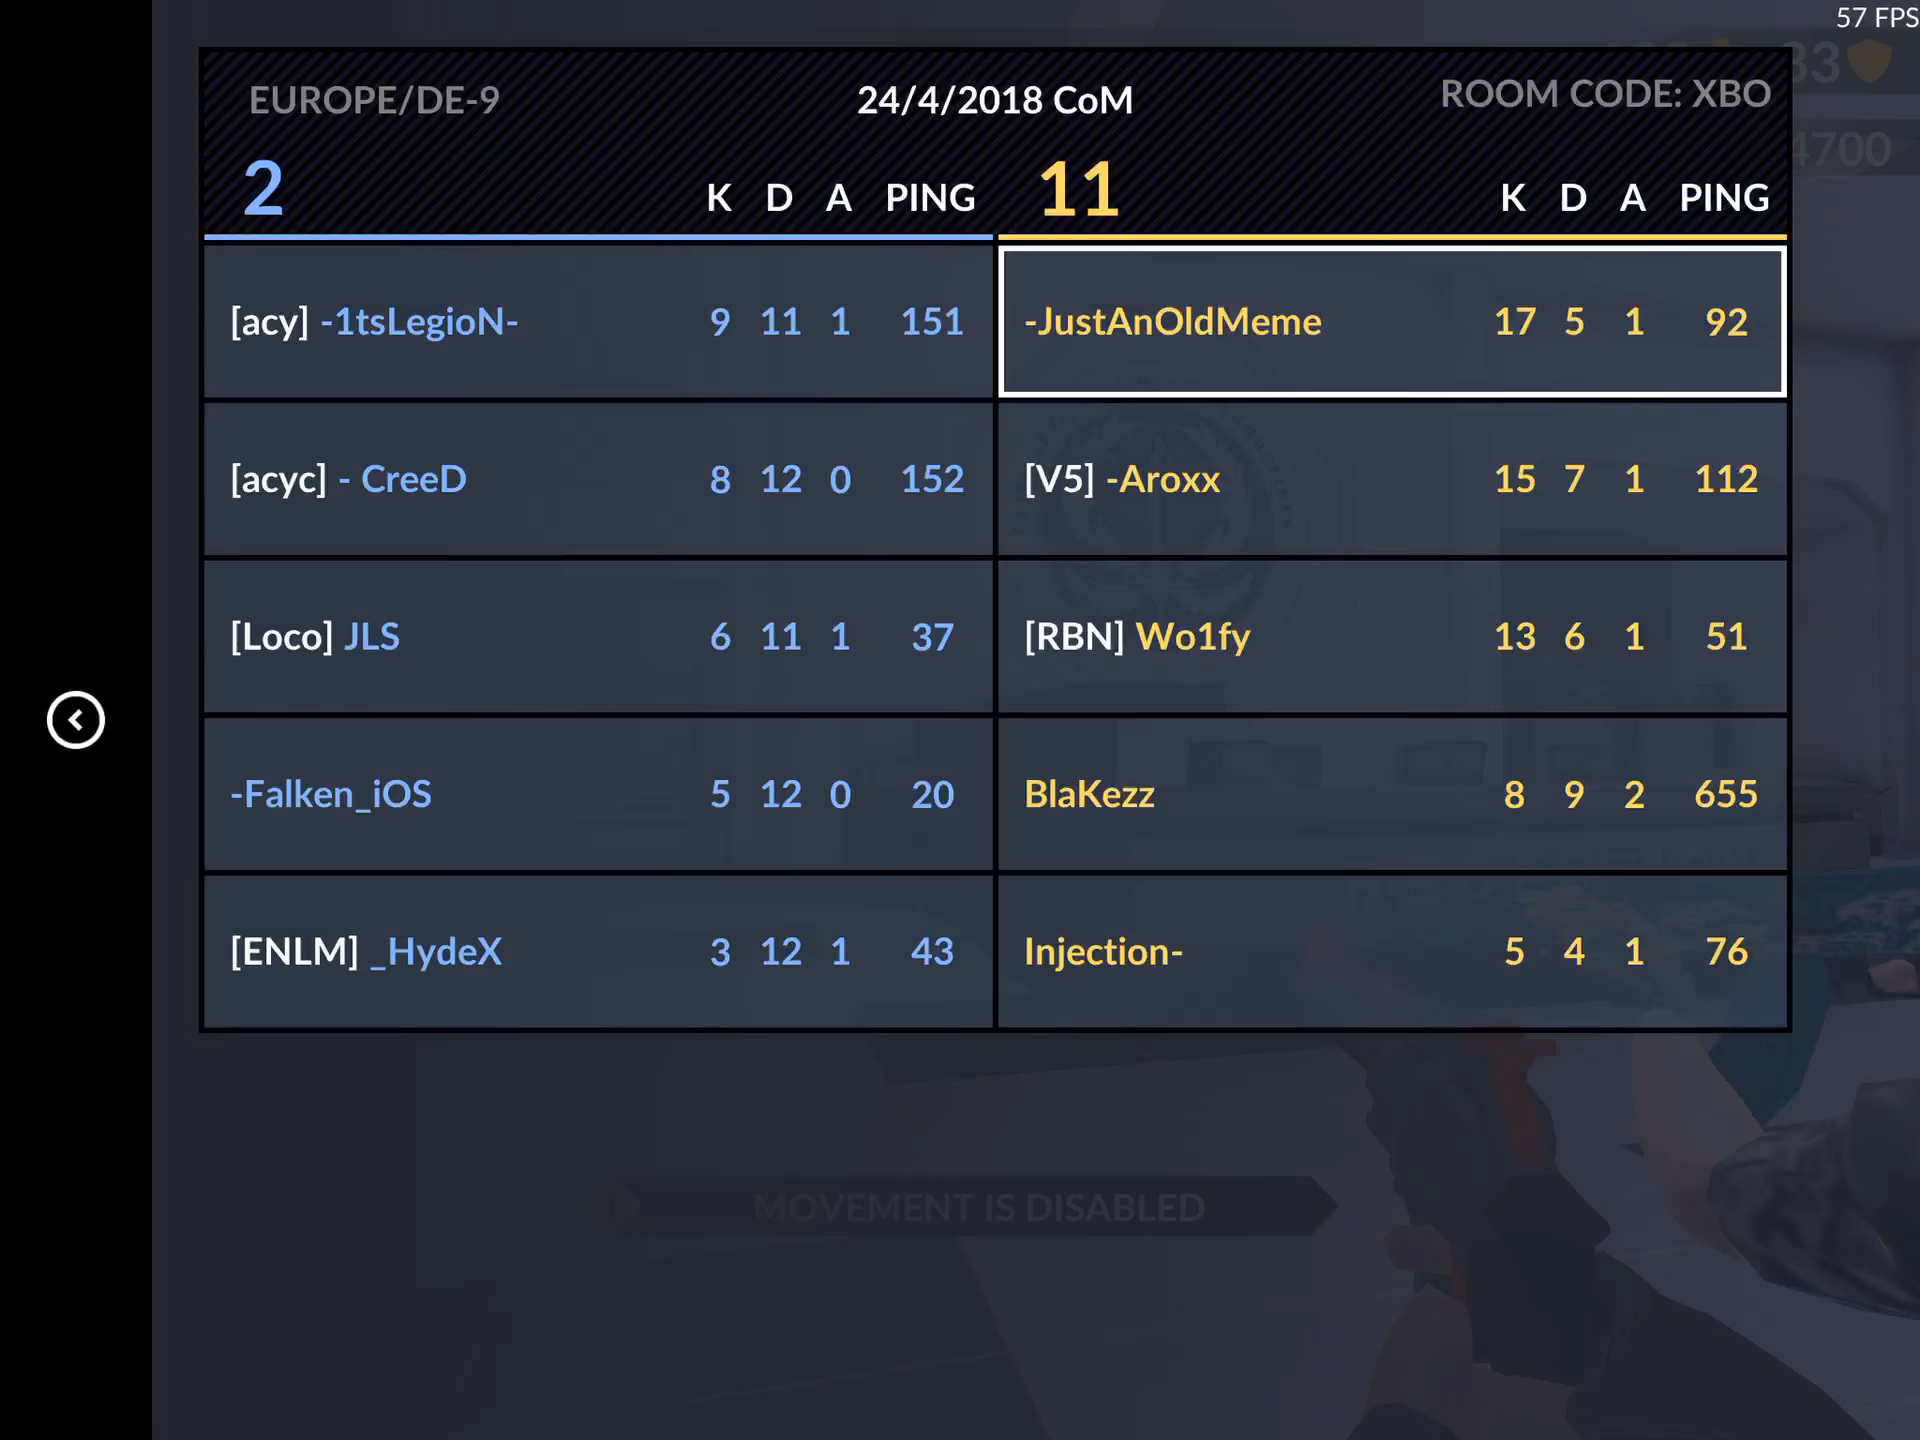 57 FPS
EUROPE/DE-9 24/4/2018 CoM ROOM CODE: XBO
33
4700
2 K D A PING 11 K D A PING
[acy] -1tsLegioN- 9 11 1 151 -JustAnOldMeme 17 5 1 92
[acyc] - CreeD 8 12 0 152 [V5] -Aroxx 15 7 1 112
[Loco] JLS 6 11 1 37 [RBN] Wo1fy 13 6 1 51
-Falken_iOS 5 12 0 20 BlaKezz 8 9 2 655
[ENLM] _HydeX 3 12 1 43 Injection- 5 4 1 76
MOVEMENT IS DISABLED